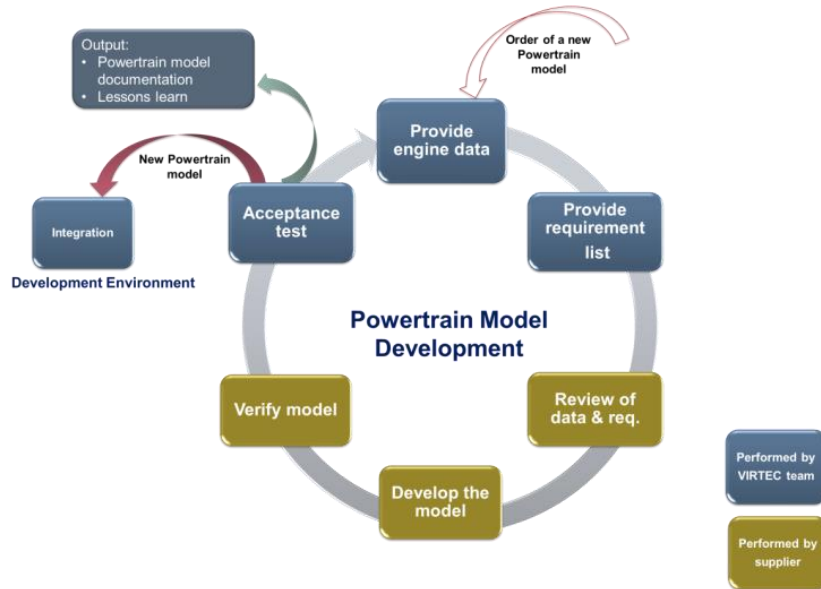 Output:
• Powertrain model
documentation
• Lessons learn
Order of a new
Powertrain
model
Provide
engine data
New Powertrain
model
Acceptance
test
Integration
Development Environment
Provide
requirement
list
Powertrain Model
Development
Verify model
Review of
data & req.
Develop the
model
Performed by
VIRTEC team
Performed by
supplier